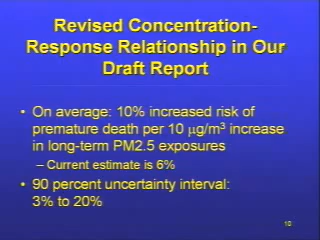 Revised Concentration-
Response Relationship in Our
Draft Report
• On average: 10% increased risk of
premature death per 10 µg/m³ increase
in long-term PM2.5 exposures
– Current estimate is 6%
• 90 percent uncertainty interval:
3% to 20%
10